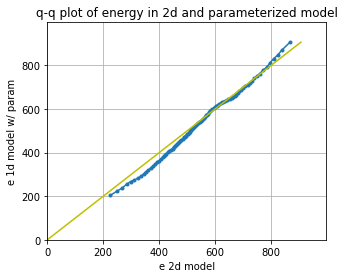 q-q plot of energy in 2d and parameterized model
e 1d model w/ param
800
600
400
200
0
0 200 400 600 800
e 2d model